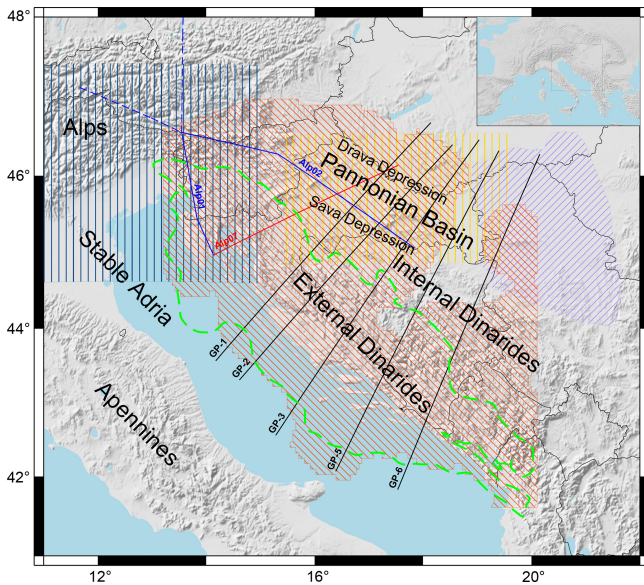 48°
46°
44°
42°
12°
16°
20°
Alps
Stable Adria
Apennines
External Dinarides
Internal Dinarides
Pannonian Basin
Drava Depression
Sava Depression
Alp01
Alp02
Alp07
GP-1
GP-2
GP-3
GP-5
GP-6